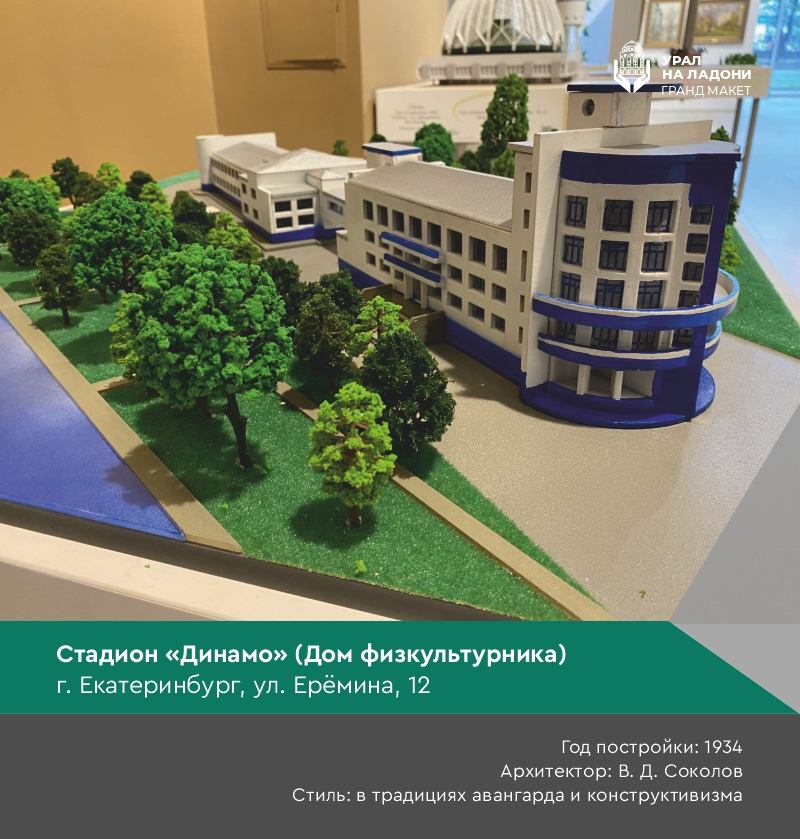 УРАЛ
НА ЛАДОНИ
ГРАНД МАКЕТ
Стадион «Динамо» (Дом физкультурника)
г. Екатеринбург, ул. Ерёмина, 12
Год постройки: 1934
Архитектор: В. Д. Соколов
Стиль: в традициях авангарда и конструктивизма